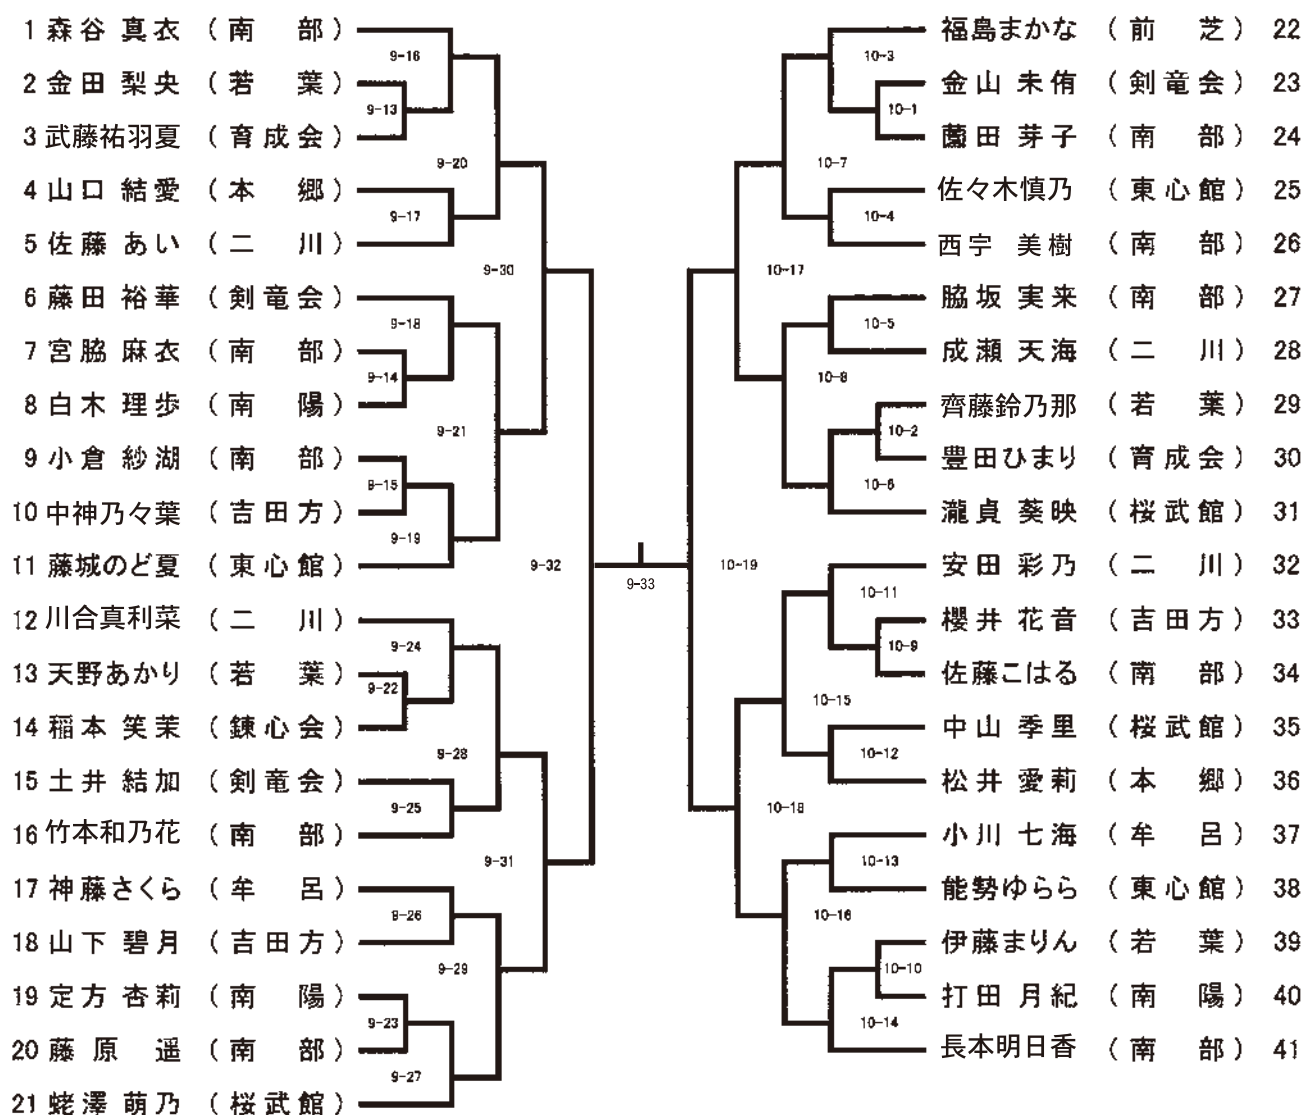 1 森谷 真衣 (南 部)
9-16
2 金田 梨央 (若 葉)
9-13
3 武藤祐羽夏 (育成会)
9-20
4 山口 結愛 (本 郷)
9-17
5 佐藤 あい (二 川)
9-30
6 藤田 裕華 (剣竜会)
9-18
7 宮脇 麻衣 (南 部)
9-14
8 白木 理歩 (南 陽)
9-21
9 小倉 紗湖 (南 部)
9-15
10 中神乃々葉 (吉田方)
9-19
11 藤城のど夏 (東心館)
9-32
12 川合真利菜 (二 川)
9-24
13 天野あかり (若 葉)
9-22
14 稲本 笑茉 (錬心会)
9-28
15 土井 結加 (剣竜会)
9-25
16 竹本和乃花 (南 部)
9-31
17 神藤さくら (牟 呂)
9-26
18 山下 碧月 (吉田方)
9-29
19 定方 杏莉 (南 陽)
9-23
20 藤原 遥 (南 部)
9-27
21 蛯澤 萌乃 (桜武館)
9-33
福島まかな (前 芝) 22
10-3
金山 未侑 (剣竜会) 23
10-1
薗田 芽子 (南 部) 24
10-7
佐々木慎乃 (東心館) 25
10-4
西宇 美樹 (南 部) 26
10-17
脇坂 実来 (南 部) 27
10-5
成瀬 天海 (二 川) 28
10-8
齊藤鈴乃那 (若 葉) 29
10-2
豊田ひまり (育成会) 30
10-6
瀧貞 葵映 (桜武館) 31
10-19
安田 彩乃 (二 川) 32
10-11
櫻井 花音 (吉田方) 33
10-9
佐藤こはる (南 部) 34
10-15
中山 季里 (桜武館) 35
10-12
松井 愛莉 (本 郷) 36
10-18
小川 七海 (牟 呂) 37
10-13
能勢ゆらら (東心館) 38
10-16
伊藤まりん (若 葉) 39
10-10
打田 月紀 (南 陽) 40
10-14
長本明日香 (南 部) 41